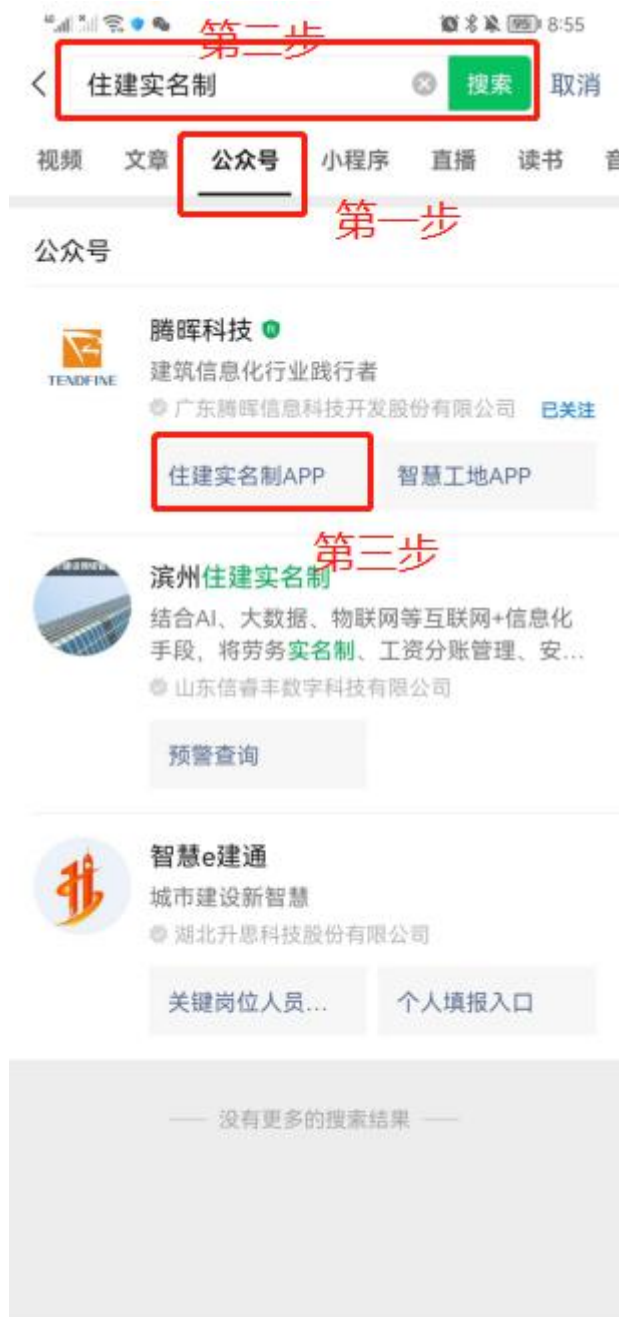 95 8:55
第二步
住建实名制 搜索 取消
视频 文章 公众号 小程序 直播 读书 音
第一步
公众号
腾晖科技
TENDFINE
建筑信息化行业践行者
广东腾晖信息科技开发股份有限公司 已关注
住建实名制APP 智慧工地APP
第三步
滨州住建实名制
结合AI、大数据、物联网等互联网+信息化
手段，将劳务实名制、工资分账管理、安...
山东信睿丰数字科技有限公司
预警查询
智慧e建通
城市建设新智慧
湖北升思科技股份有限公司
关键岗位人员... 个人填报入口
没有更多的搜索结果